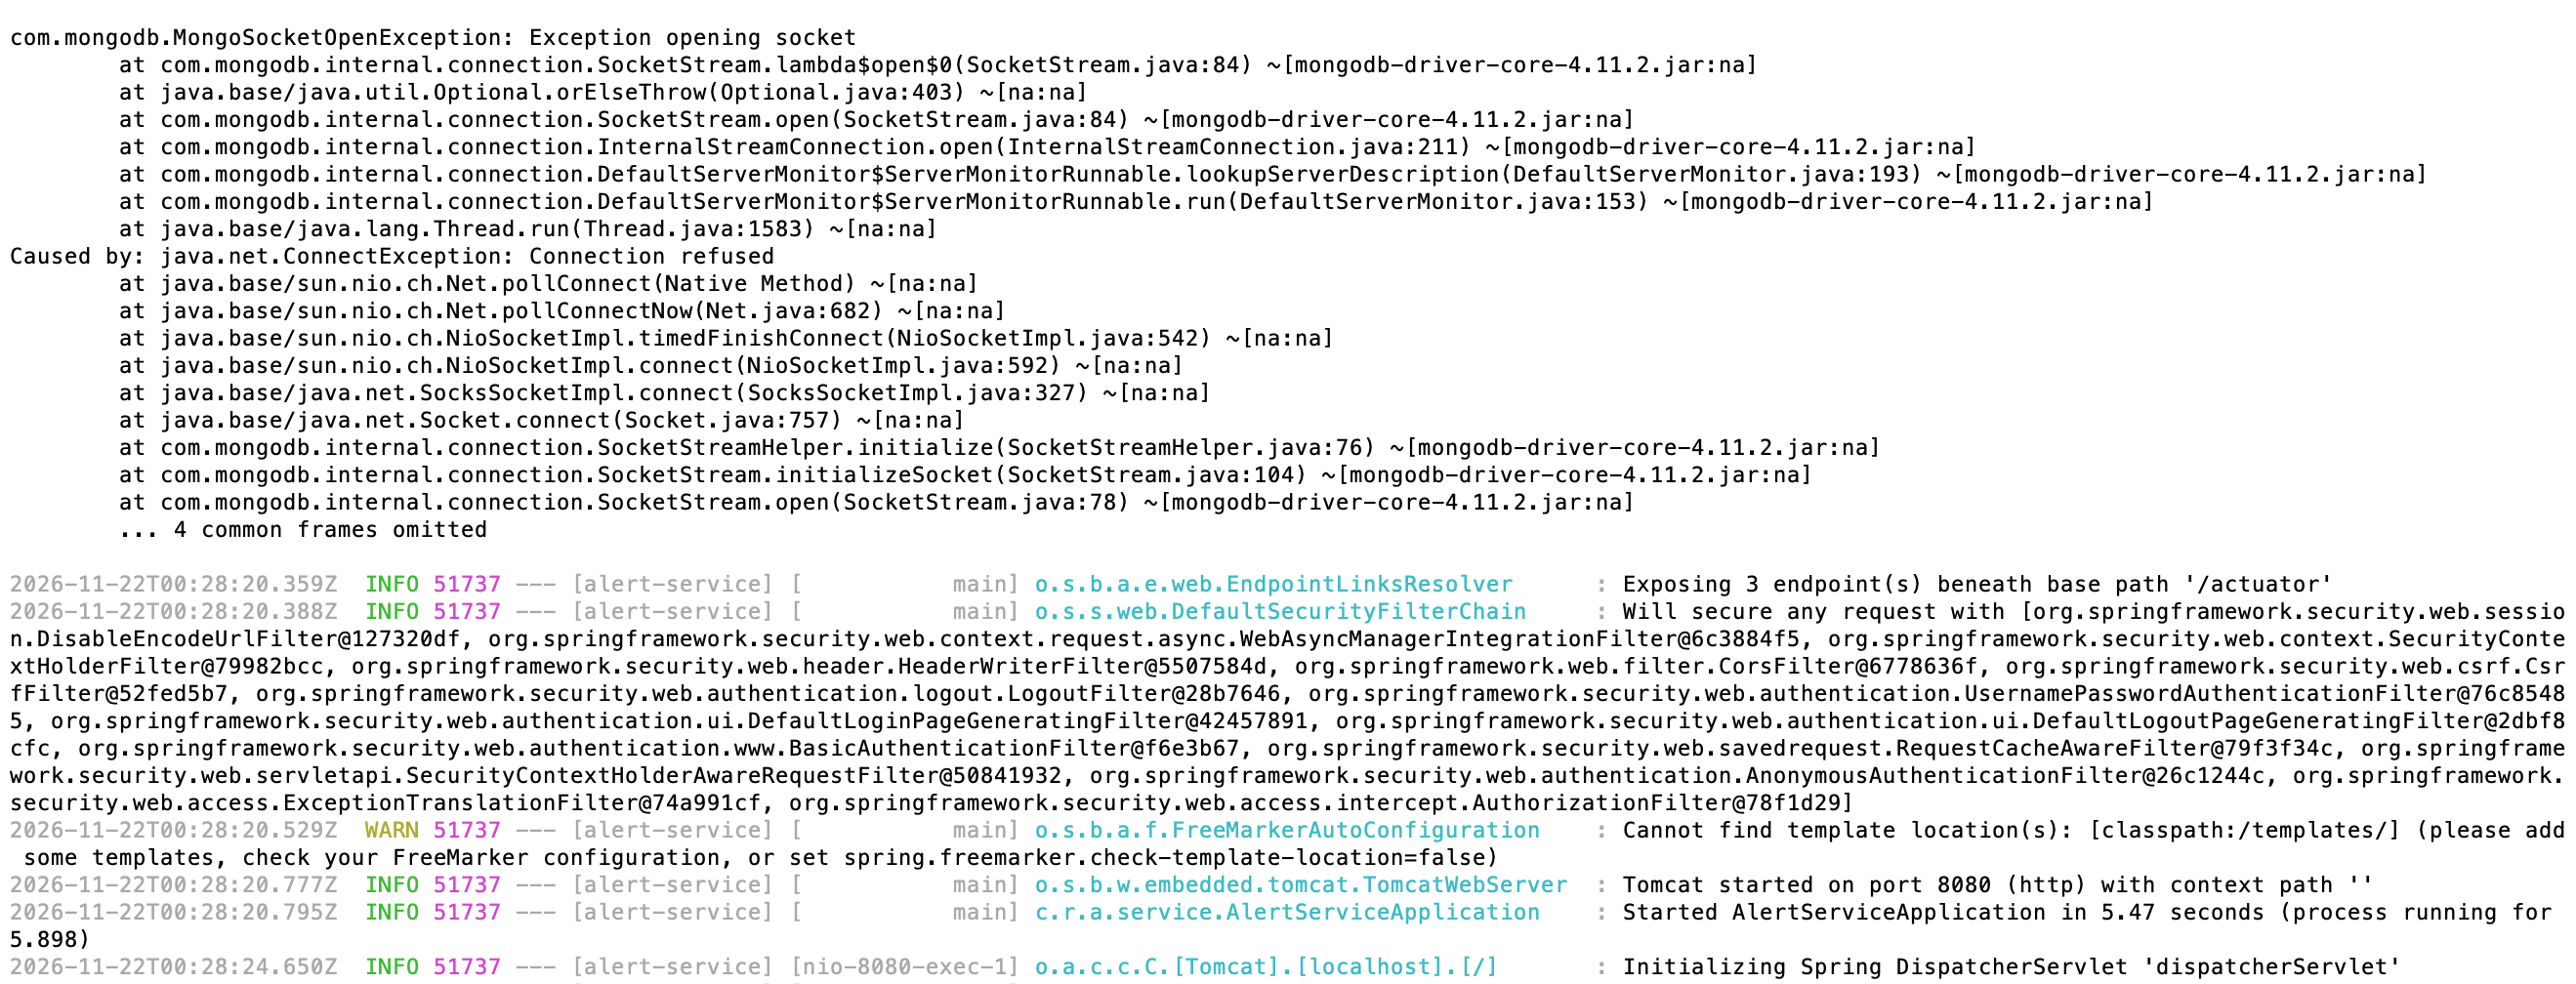 com.mongodb.MongoSocketOpenException: Exception opening socket
        at com.mongodb.internal.connection.SocketStream.lambda$open$0(SocketStream.java:84) ~[mongodb-driver-core-4.11.2.jar:na]
        at java.base/java.util.Optional.orElseThrow(Optional.java:403) ~[na:na]
        at com.mongodb.internal.connection.SocketStream.open(SocketStream.java:84) ~[mongodb-driver-core-4.11.2.jar:na]
        at com.mongodb.internal.connection.InternalStreamConnection.open(InternalStreamConnection.java:211) ~[mongodb-driver-core-4.11.2.jar:na]
        at com.mongodb.internal.connection.DefaultServerMonitor$ServerMonitorRunnable.lookupServerDescription(DefaultServerMonitor.java:193) ~[mongodb-driver-core-4.11.2.jar:na]
        at com.mongodb.internal.connection.DefaultServerMonitor$ServerMonitorRunnable.run(DefaultServerMonitor.java:153) ~[mongodb-driver-core-4.11.2.jar:na]
        at java.base/java.lang.Thread.run(Thread.java:1583) ~[na:na]
Caused by: java.net.ConnectException: Connection refused
        at java.base/sun.nio.ch.Net.pollConnect(Native Method) ~[na:na]
        at java.base/sun.nio.ch.Net.pollConnectNow(Net.java:682) ~[na:na]
        at java.base/sun.nio.ch.NioSocketImpl.timedFinishConnect(NioSocketImpl.java:542) ~[na:na]
        at java.base/sun.nio.ch.NioSocketImpl.connect(NioSocketImpl.java:592) ~[na:na]
        at java.base/java.net.SocksSocketImpl.connect(SocksSocketImpl.java:327) ~[na:na]
        at java.base/java.net.Socket.connect(Socket.java:757) ~[na:na]
        at com.mongodb.internal.connection.SocketStreamHelper.initialize(SocketStreamHelper.java:76) ~[mongodb-driver-core-4.11.2.jar:na]
        at com.mongodb.internal.connection.SocketStream.initializeSocket(SocketStream.java:104) ~[mongodb-driver-core-4.11.2.jar:na]
        at com.mongodb.internal.connection.SocketStream.open(SocketStream.java:78) ~[mongodb-driver-core-4.11.2.jar:na]
        ... 4 common frames omitted
2026-11-22T00:28:20.359Z  INFO 51737 --- [alert-service] [           main] o.s.b.a.e.web.EndpointLinksResolver      : Exposing 3 endpoint(s) beneath base path '/actuator'
2026-11-22T00:28:20.388Z  INFO 51737 --- [alert-service] [           main] o.s.s.web.DefaultSecurityFilterChain     : Will secure any request with [org.springframework.security.web.sessio
n.DisableEncodeUrlFilter@127320df, org.springframework.security.web.context.request.async.WebAsyncManagerIntegrationFilter@6c3884f5, org.springframework.security.web.context.SecurityConte
xtHolderFilter@79982bcc, org.springframework.security.web.header.HeaderWriterFilter@5507584d, org.springframework.web.filter.CorsFilter@6778636f, org.springframework.security.web.csrf.Csr
fFilter@52fed5b7, org.springframework.security.web.authentication.logout.LogoutFilter@28b7646, org.springframework.security.web.authentication.UsernamePasswordAuthenticationFilter@76c8548
5, org.springframework.security.web.authentication.ui.DefaultLoginPageGeneratingFilter@42457891, org.springframework.security.web.authentication.ui.DefaultLogoutPageGeneratingFilter@2dbf8
cfc, org.springframework.security.web.authentication.www.BasicAuthenticationFilter@f6e3b67, org.springframework.security.web.savedrequest.RequestCacheAwareFilter@79f3f34c, org.springframe
work.security.web.servletapi.SecurityContextHolderAwareRequestFilter@50841932, org.springframework.security.web.authentication.AnonymousAuthenticationFilter@26c1244c, org.springframework.
security.web.access.ExceptionTranslationFilter@74a991cf, org.springframework.security.web.access.intercept.AuthorizationFilter@78f1d29]
2026-11-22T00:28:20.529Z  WARN 51737 --- [alert-service] [           main] o.s.b.a.f.FreeMarkerAutoConfiguration    : Cannot find template location(s): [classpath:/templates/] (please add
 some templates, check your FreeMarker configuration, or set spring.freemarker.check-template-location=false)
2026-11-22T00:28:20.777Z  INFO 51737 --- [alert-service] [           main] o.s.b.w.embedded.tomcat.TomcatWebServer  : Tomcat started on port 8080 (http) with context path ''
2026-11-22T00:28:20.795Z  INFO 51737 --- [alert-service] [           main] c.r.a.service.AlertServiceApplication    : Started AlertServiceApplication in 5.47 seconds (process running for
5.898)
2026-11-22T00:28:24.650Z  INFO 51737 --- [alert-service] [nio-8080-exec-1] o.a.c.c.C.[Tomcat].[localhost].[/]       : Initializing Spring DispatcherServlet 'dispatcherServlet'